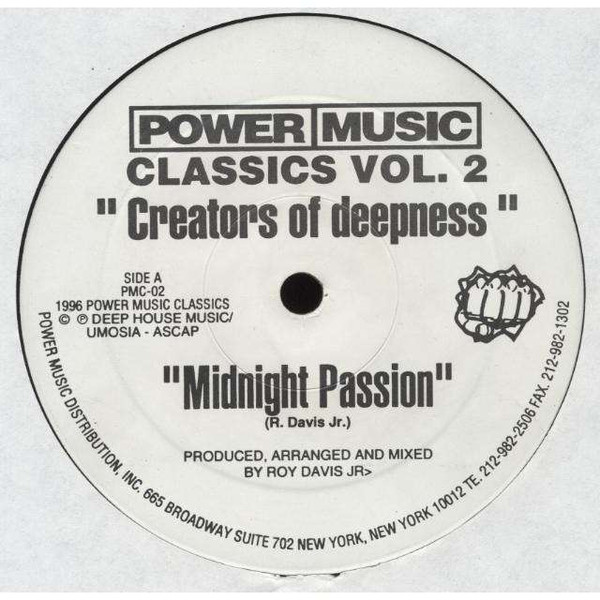 POWER MUSIC
CLASSICS VOL. 2
"Creators of deepness"
SIDE A
PMC-02
1996 POWER MUSIC CLASSICS
© ℗ DEEP HOUSE MUSIC/
UMOSIA - ASCAP
"Midnight Passion"
(R. Davis Jr.)
PRODUCED, ARRANGED AND MIXED
BY ROY DAVIS JR>
POWER MUSIC DISTRIBUTION, INC. 665 BROADWAY SUITE 702 NEW YORK, NEW YORK 10012 TE. 212-982-2506 FAX. 212-982-1302